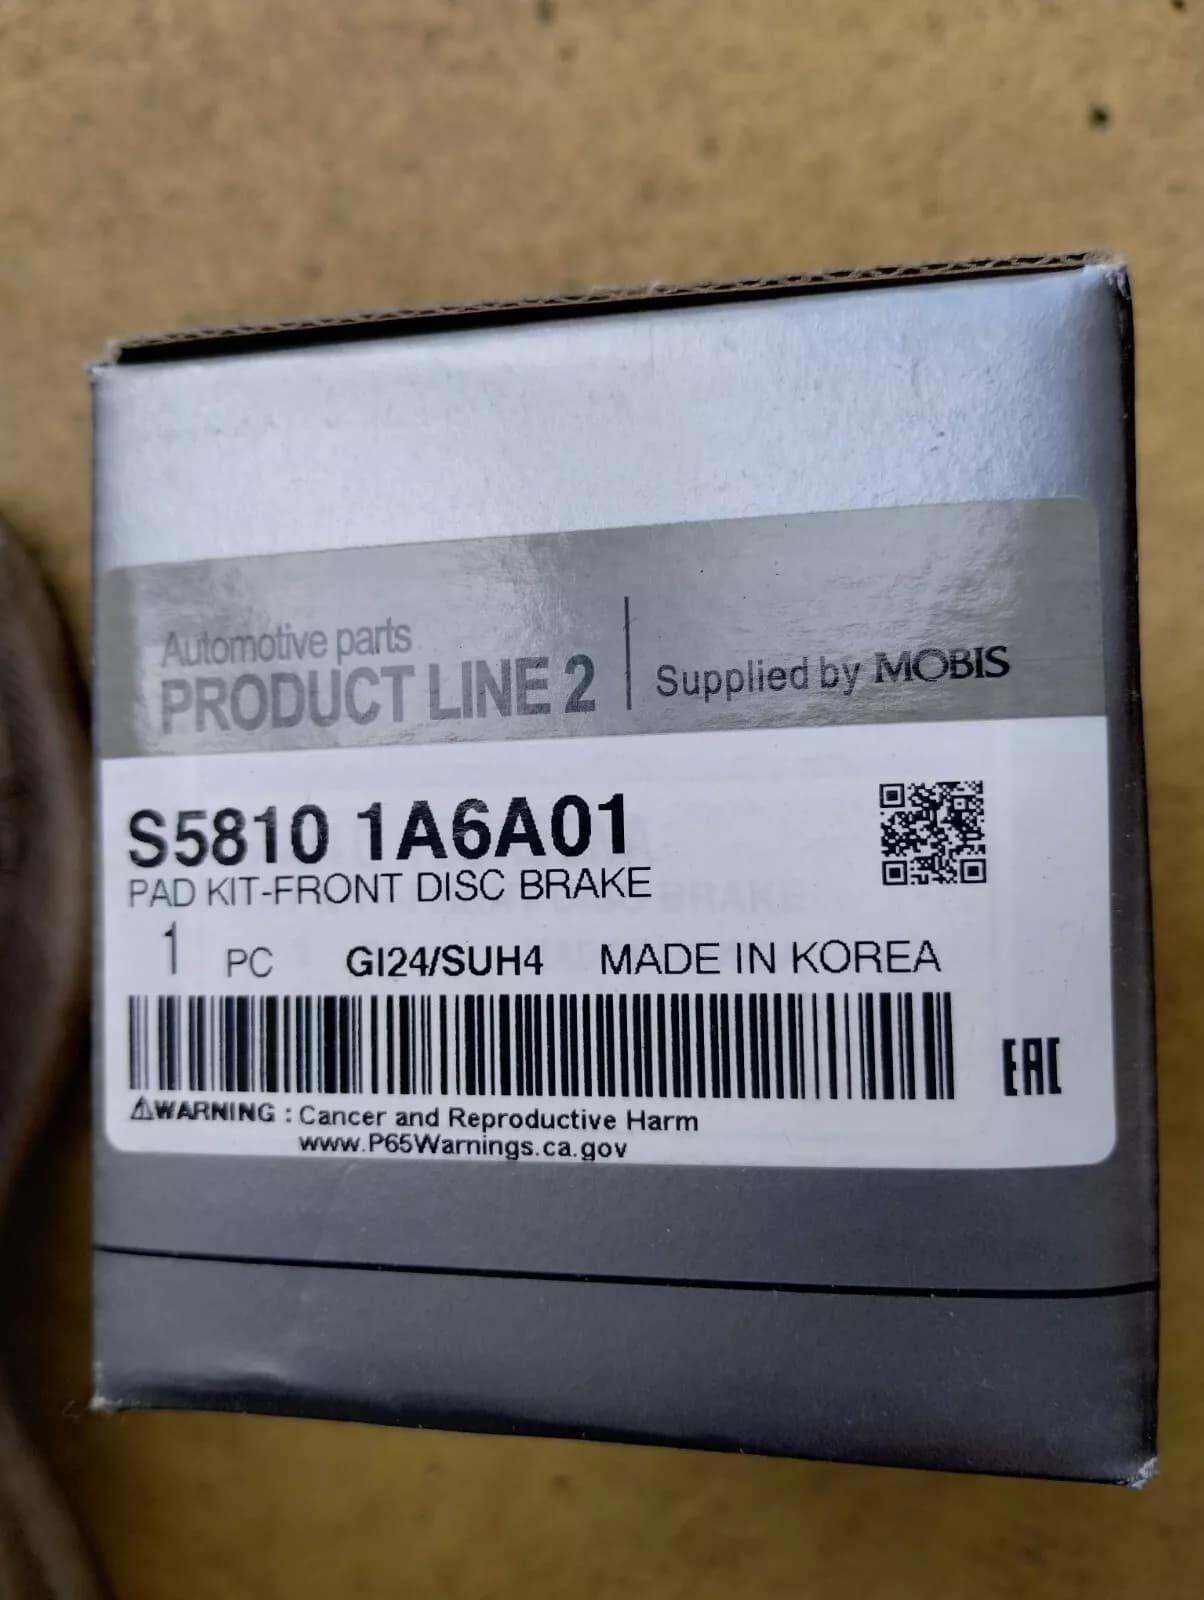 Automotive parts
PRODUCT LINE 2
Supplied by MOBIS
S5810 1A6A01
PAD KIT-FRONT DISC BRAKE
1 PC GI24/SUH4 MADE IN KOREA
EAC
⚠WARNING : Cancer and Reproductive Harm
www.P65Warnings.ca.gov